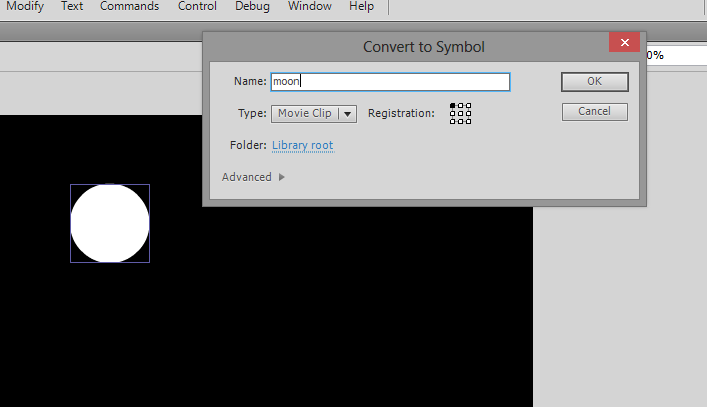 Modify Text Commands Control Debug Window Help
Convert to Symbol
0%
Name: moon OK
Type: Movie Clip Registration: Cancel
Folder: Library root
Advanced